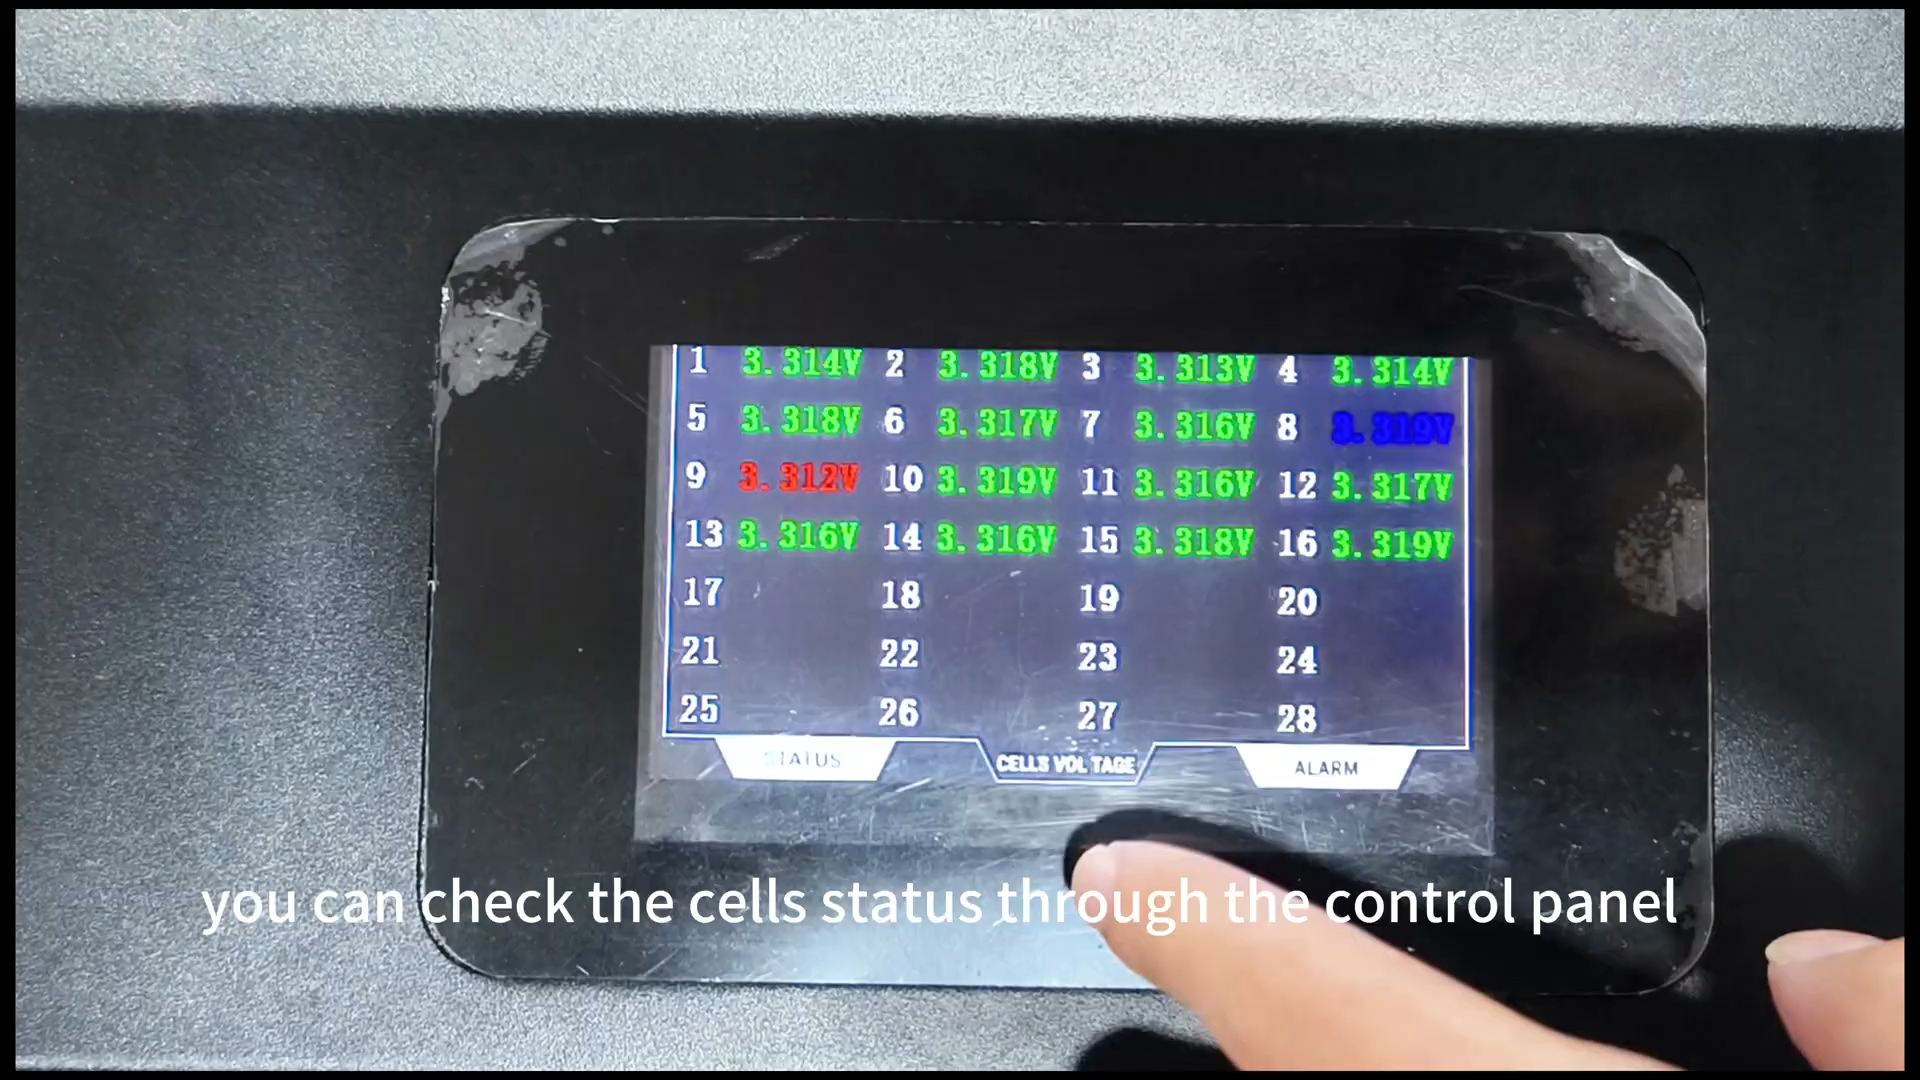 1 3.314V 2 3.318V 3 3.313V 4 3.314V
5 3.318V 6 3.317V 7 3.316V 8 3.319V
9 3.312V 10 3.319V 11 3.316V 12 3.317V
13 3.316V 14 3.316V 15 3.318V 16 3.319V
17 18 19 20
21 22 23 24
25 26 27 28
STATUS CELLS VOLTAGE ALARM
you can check the cells status through the control panel